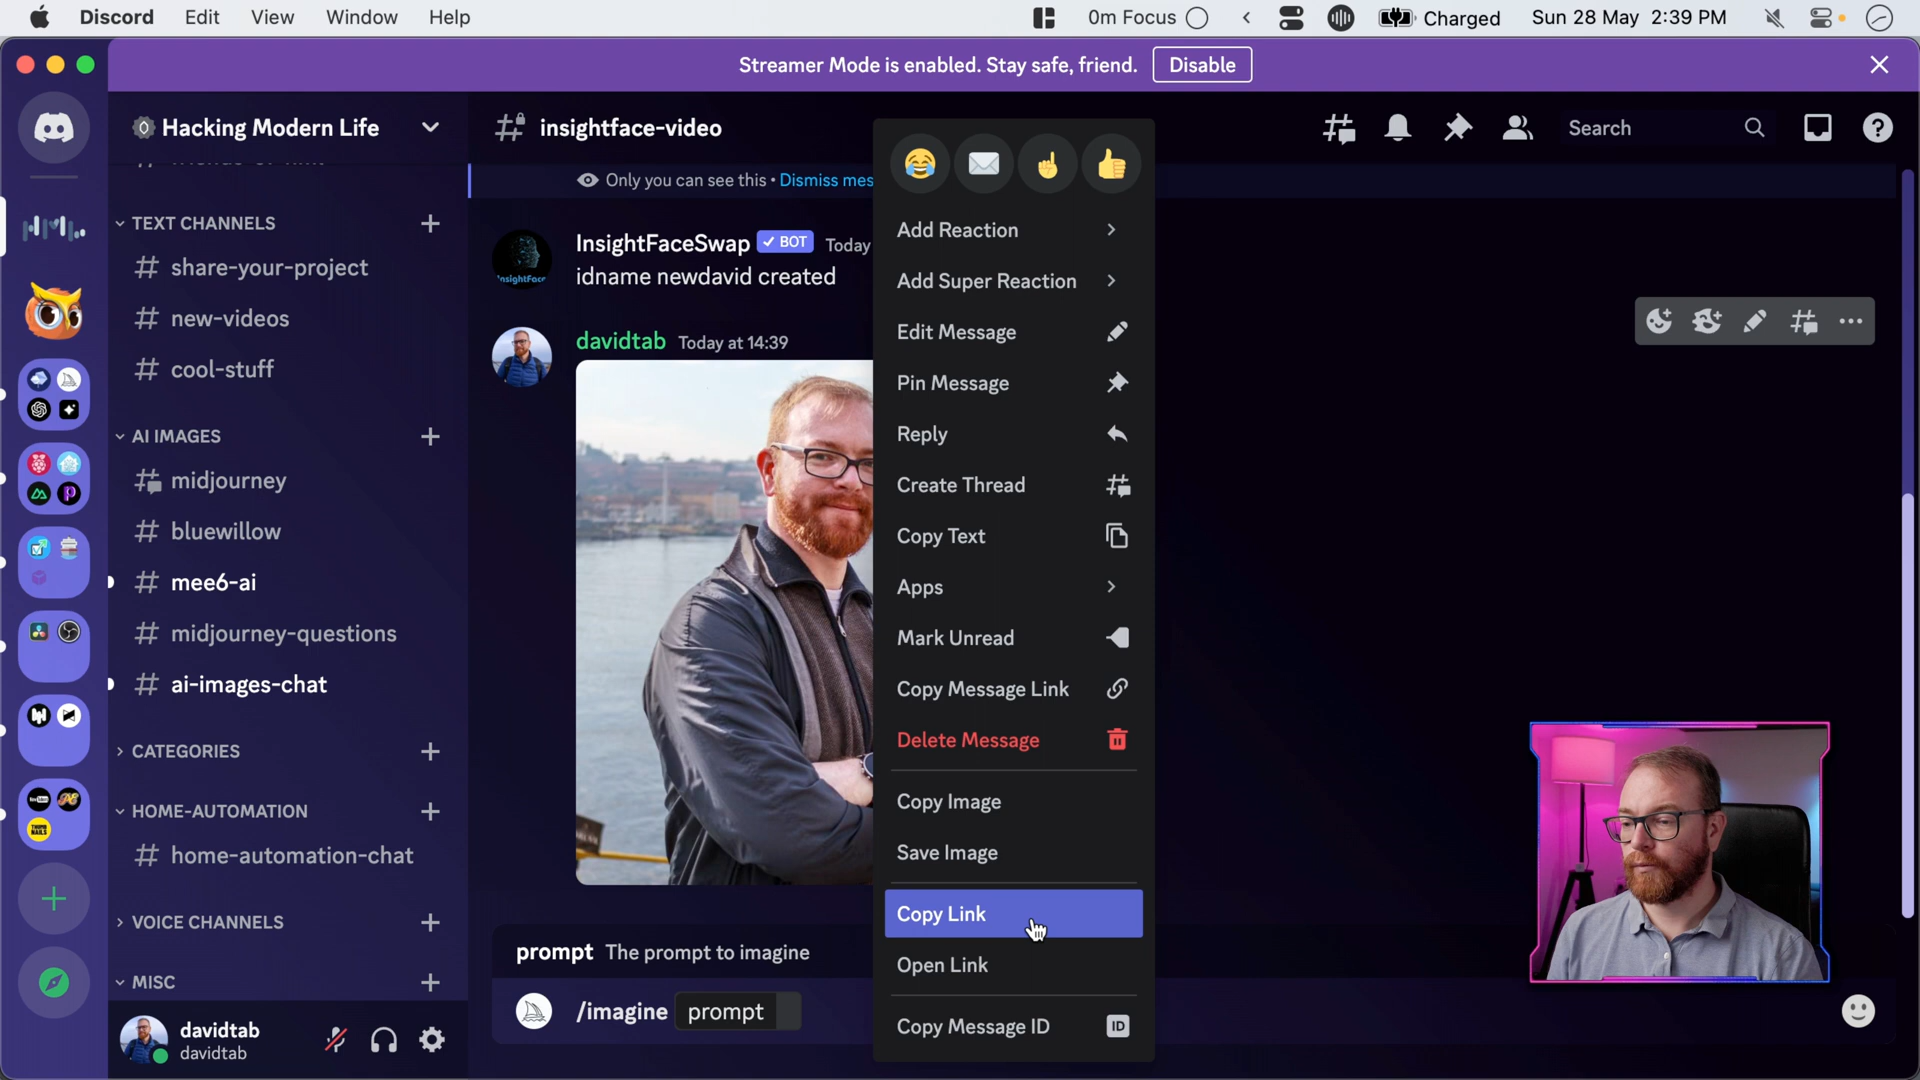 Discord Edit View Window Help 0m Focus Charged Sun 28 May 2:39 PM
Streamer Mode is enabled. Stay safe, friend. Disable
Hacking Modern Life
TEXT CHANNELS
share-your-project
new-videos
cool-stuff
AI IMAGES
midjourney
bluewillow
mee6-ai
midjourney-questions
ai-images-chat
CATEGORIES
HOME-AUTOMATION
home-automation-chat
VOICE CHANNELS
MISC
davidtab
davidtab
insightface-video
Search
Only you can see this • Dismiss mes
InsightFaceSwap BOT Today
idname newdavid created
davidtab Today at 14:39
Add Reaction
Add Super Reaction
Edit Message
Pin Message
Reply
Create Thread
Copy Text
Apps
Mark Unread
Copy Message Link
Delete Message
Copy Image
Save Image
Copy Link
Open Link
Copy Message ID ID
prompt The prompt to imagine
/imagine prompt